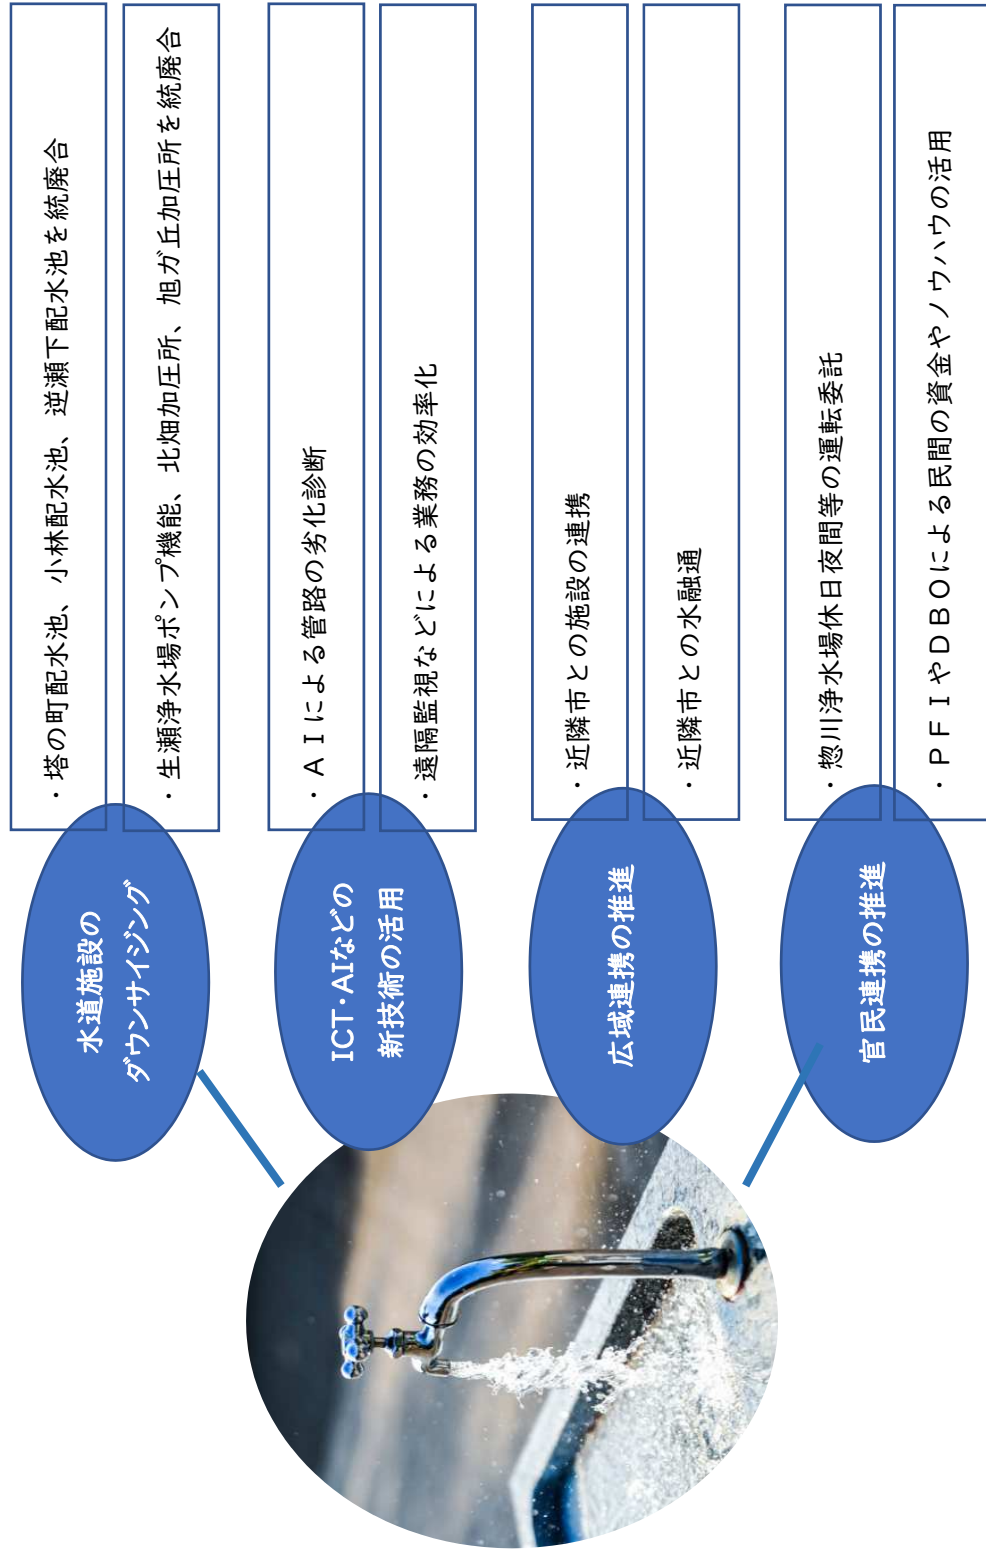 水道施設の
ダウンサイジング
・塔の町配水池、小林配水池、逆瀬下配水池を統廃合
・生瀬浄水場ポンプ機能、北畑加圧所、旭ガ丘加圧所を統廃合
ICT・AIなどの
新技術の活用
・ＡＩによる管路の劣化診断
・遠隔監視などによる業務の効率化
広域連携の推進
・近隣市との施設の連携
・近隣市との水融通
官民連携の推進
・惣川浄水場休日夜間等の運転委託
・ＰＦＩやＤＢＯによる民間の資金やノウハウの活用